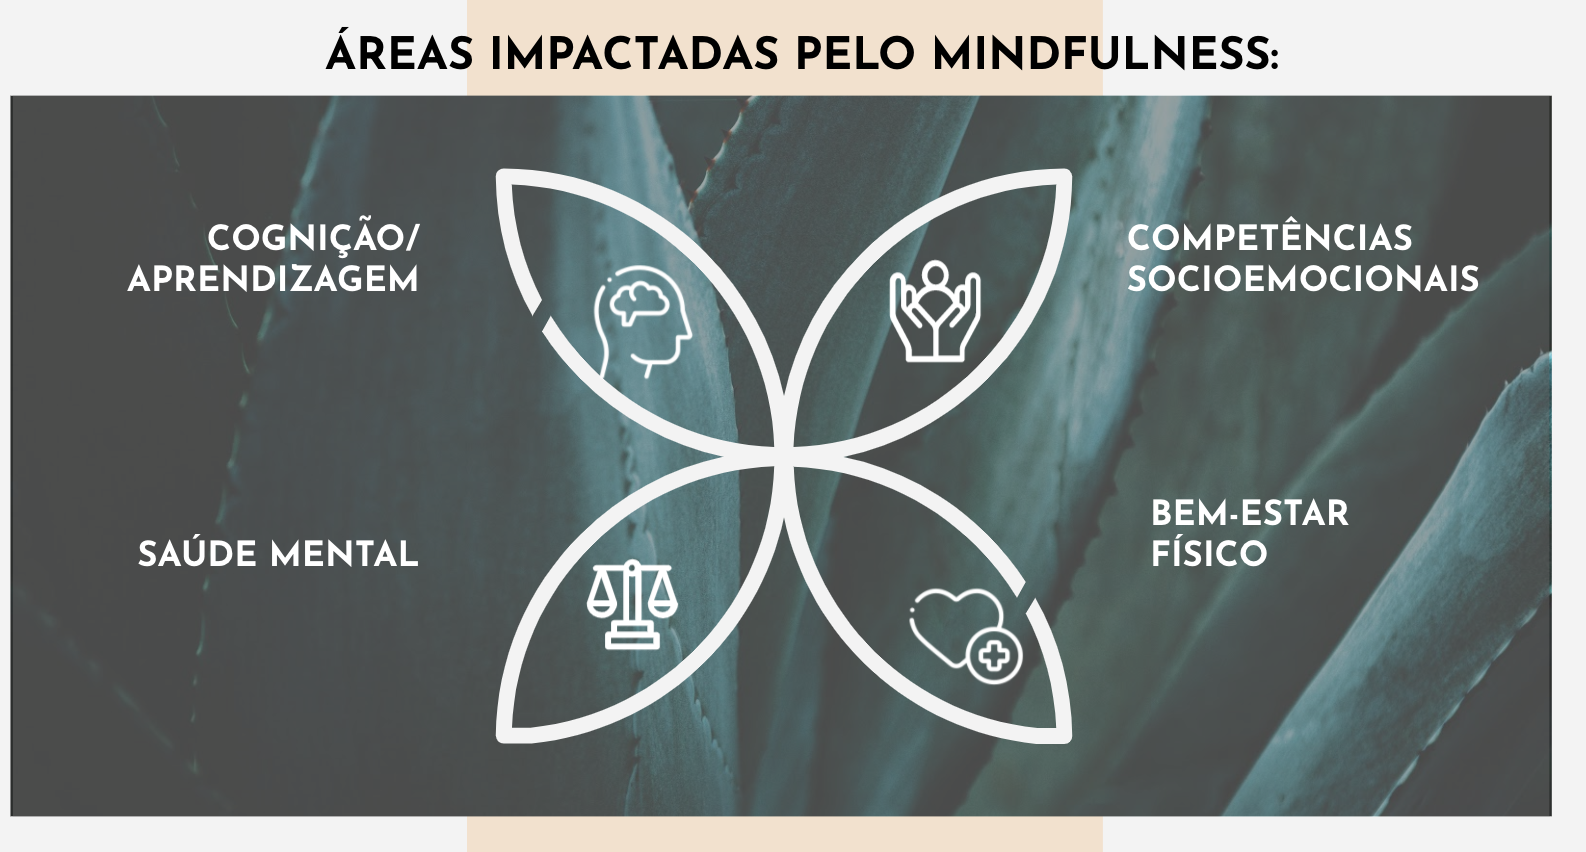 ÁREAS IMPACTADAS PELO MINDFULNESS:
COGNIÇÃO/
APRENDIZAGEM
COMPETÊNCIAS
SOCIOEMOCIONAIS
SAÚDE MENTAL
BEM-ESTAR
FÍSICO